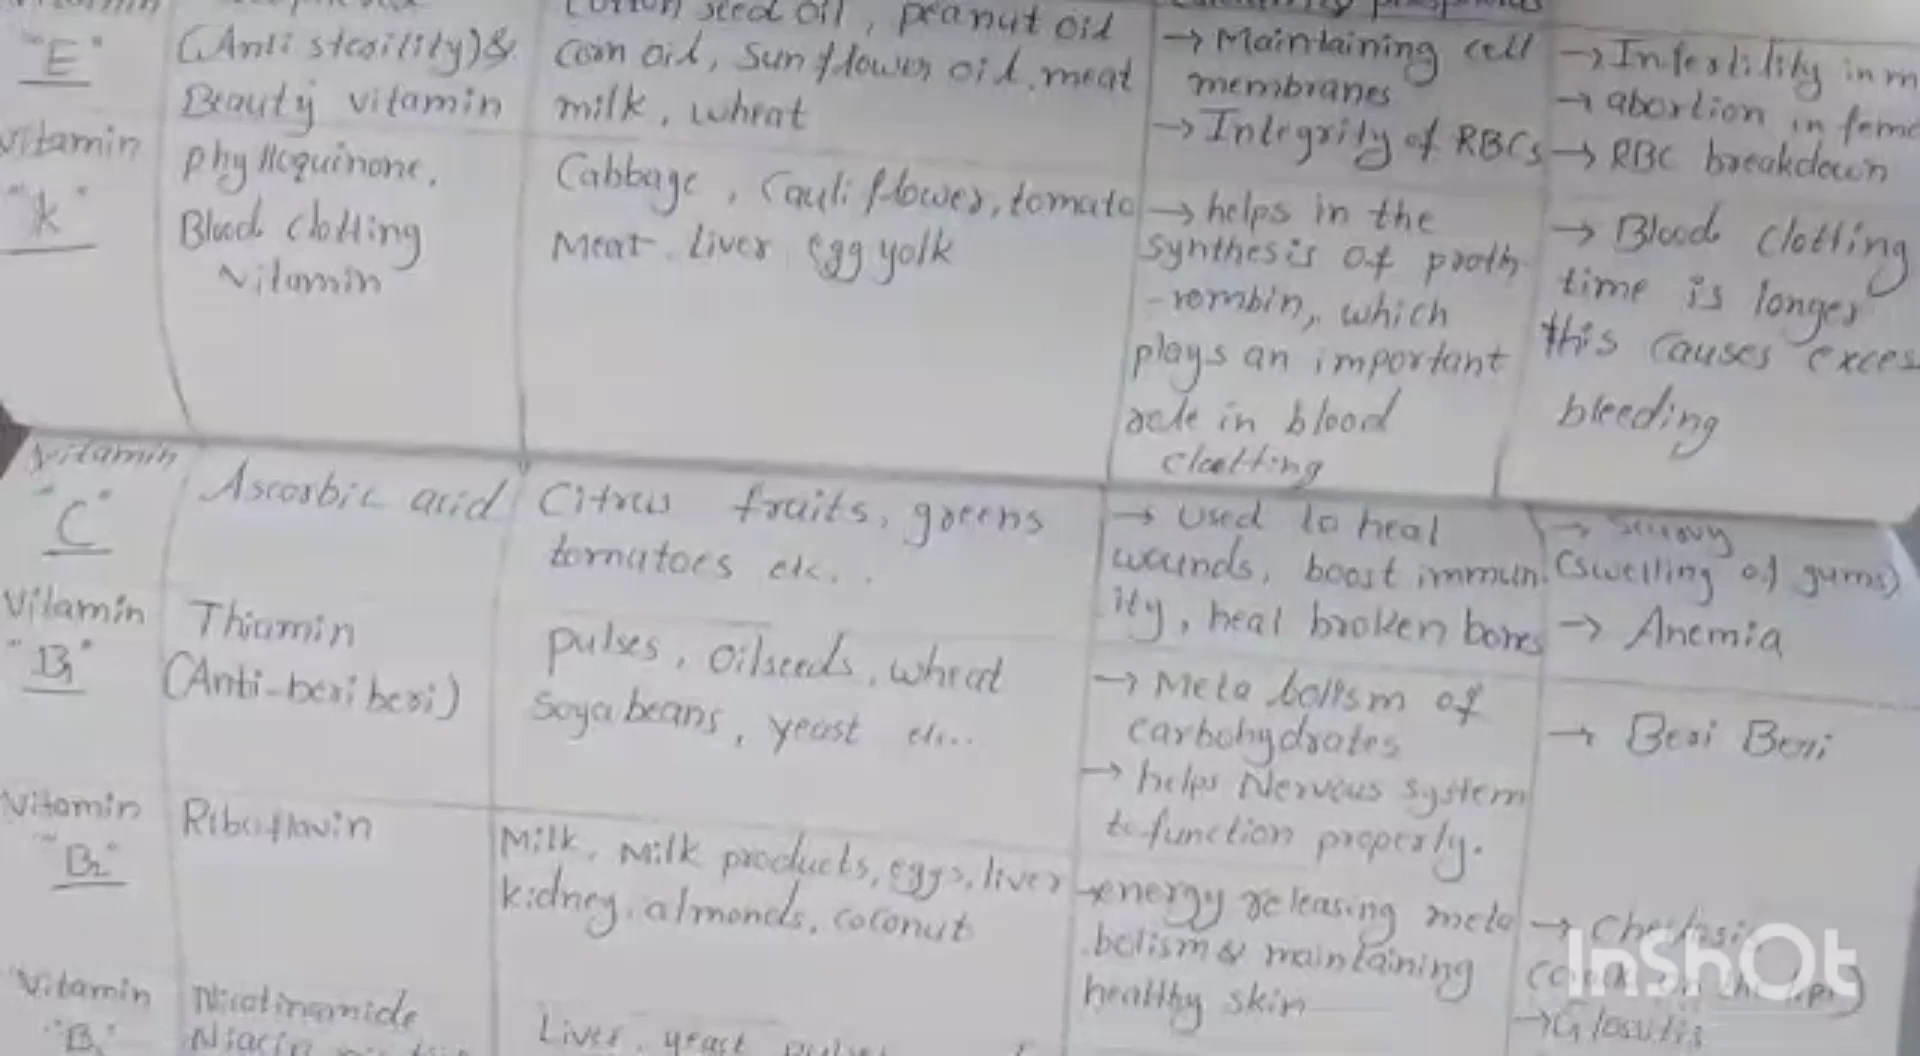 "E"
(Anti sterility) &
Beauty vitamin
Cotton seed oil, peanut oil
corn oil, sunflower oil, meat
milk, wheat
→ Maintaining cell
membranes
→ Integrity of RBCs
→ Infertility in m
→ abortion in fema
→ RBC breakdown
vitamin
"K"
phylloquinone,
Blood clotting
vitamin
Cabbage, Cauliflower, tomato
Meat, Liver, egg yolk
→ helps in the
synthesis of proth
-rombin, which
plays an important
role in blood
clotting
→ Blood clotting
time is longer
this causes exces
bleeding
vitamin
"C"
Ascorbic acid
Citrus fruits, greens
tomatoes etc...
→ Used to heal
wounds, boost immun
ity, heal broken bones
→ Scurvy
(swelling of gums)
→ Anemia
Vitamin
"B1"
Thiamin
(Anti-beriberi)
pulses, Oilseeds, wheat
Soyabeans, yeast etc...
→ Metabolism of
carbohydrates
→ helps Nervous system
to function properly.
→ Beri Beri
Vitamin
"B2"
Riboflavin
Milk, Milk products, eggs, liver
kidney, almonds, coconut
→ energy releasing meta
bolism & maintaining
healthy skin
→ Glossitis
Vitamin
Nicotinamide
Niacin
Liver, yeast
InShOt